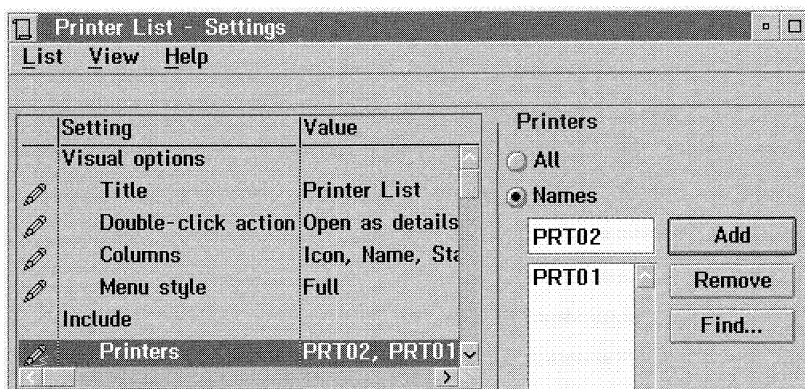 Printer List - Settings
List View Help
Setting Value
Visual options
Title Printer List
Double-click action Open as details
Columns Icon, Name, Sta
Menu style Full
Include
Printers PRT02, PRT01
Printers
All
Names
PRT02 Add
PRT01 Remove
Find...